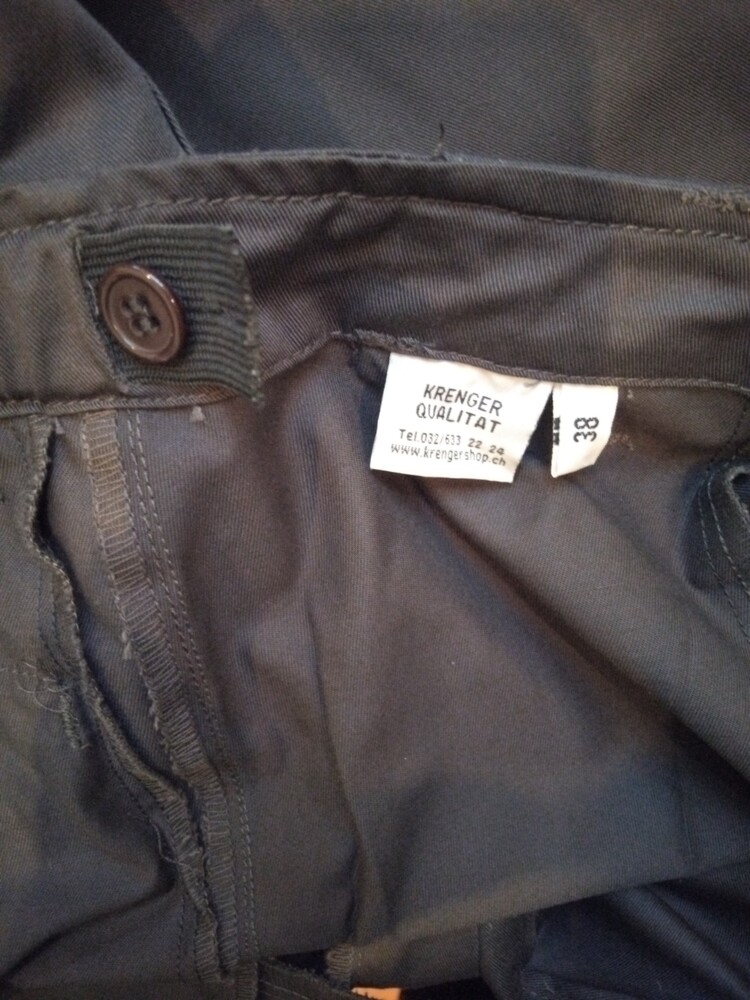 KRENGER
QUALITAT
Tel.032/633 22 24
www.krengershop.ch
38